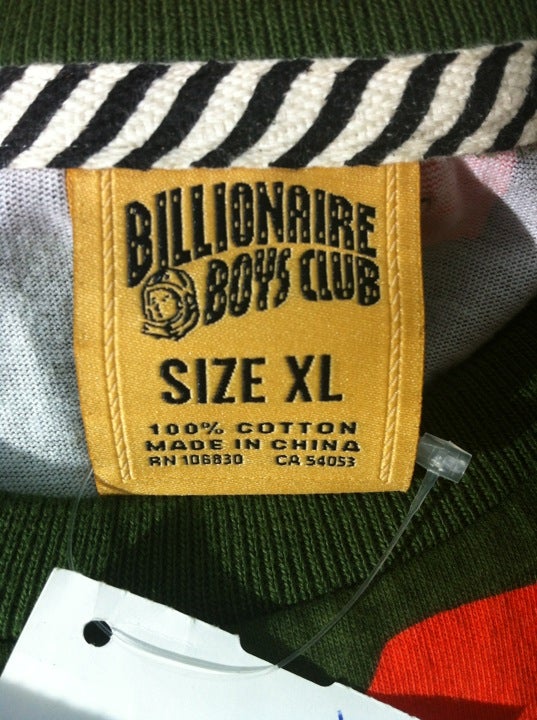 BILLIONAIRE
BOYS CLUB
SIZE XL
100% COTTON
MADE IN CHINA
RN 106830 CA 54053